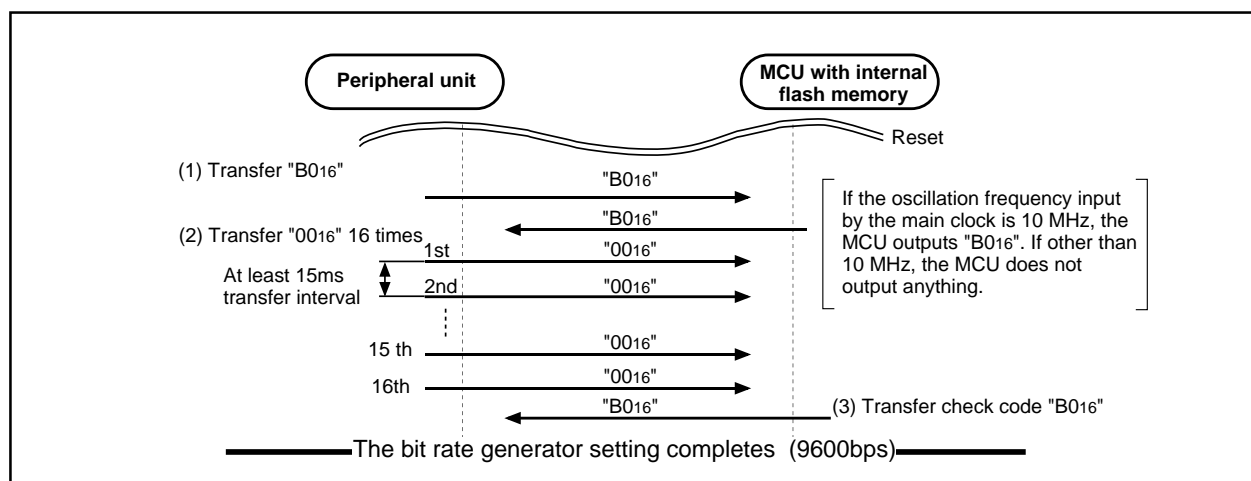 Peripheral unit
MCU with internal
flash memory
Reset
(1) Transfer "B016"
"B016"
"B016"
If the oscillation frequency input
by the main clock is 10 MHz, the
MCU outputs "B016". If other than
10 MHz, the MCU does not
output anything.
(2) Transfer "0016" 16 times
1st
"0016"
At least 15ms
transfer interval
2nd
"0016"
15 th
"0016"
16th
"0016"
"B016"
(3) Transfer check code "B016"
The bit rate generator setting completes (9600bps)